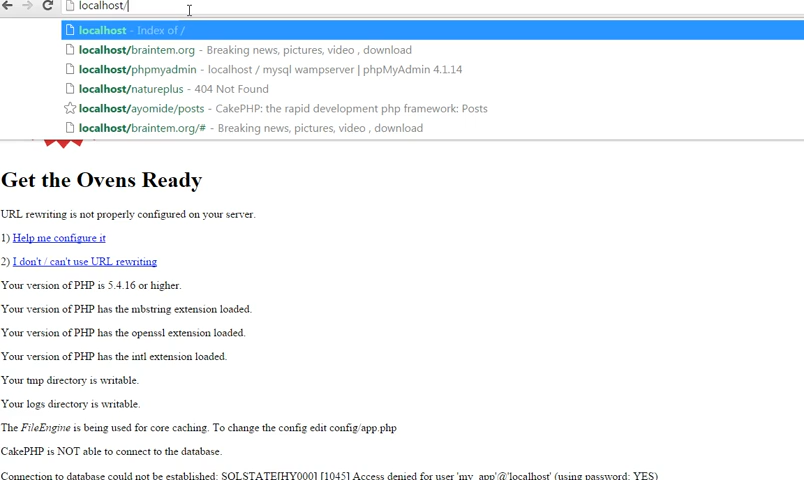 localhost/
localhost - Index of /
localhost/braintem.org - Breaking news, pictures, video , download
localhost/phpmyadmin - localhost / mysql wampserver | phpMyAdmin 4.1.14
localhost/natureplus - 404 Not Found
localhost/ayomide/posts - CakePHP: the rapid development php framework: Posts
localhost/braintem.org/# - Breaking news, pictures, video , download
Get the Ovens Ready
URL rewriting is not properly configured on your server.
1) Help me configure it
2) I don't / can't use URL rewriting
Your version of PHP is 5.4.16 or higher.
Your version of PHP has the mbstring extension loaded.
Your version of PHP has the openssl extension loaded.
Your version of PHP has the intl extension loaded.
Your tmp directory is writable.
Your logs directory is writable.
The FileEngine is being used for core caching. To change the config edit config/app.php
CakePHP is NOT able to connect to the database.
Connection to database could not be established: SQLSTATE[HY000] [1045] Access denied for user 'my_app'@'localhost' (using password: YES)